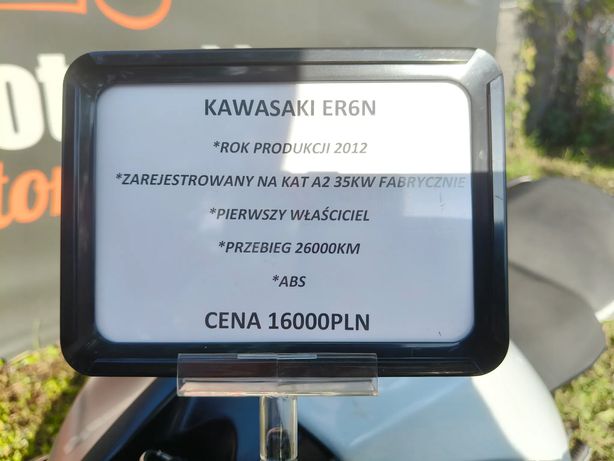 KAWASAKI ER6N
*ROK PRODUKCJI 2012
*ZAREJESTROWANY NA KAT A2 35KW FABRYCZNIE
*PIERWSZY WŁAŚCICIEL
*PRZEBIEG 26000KM
*ABS
CENA 16000PLN